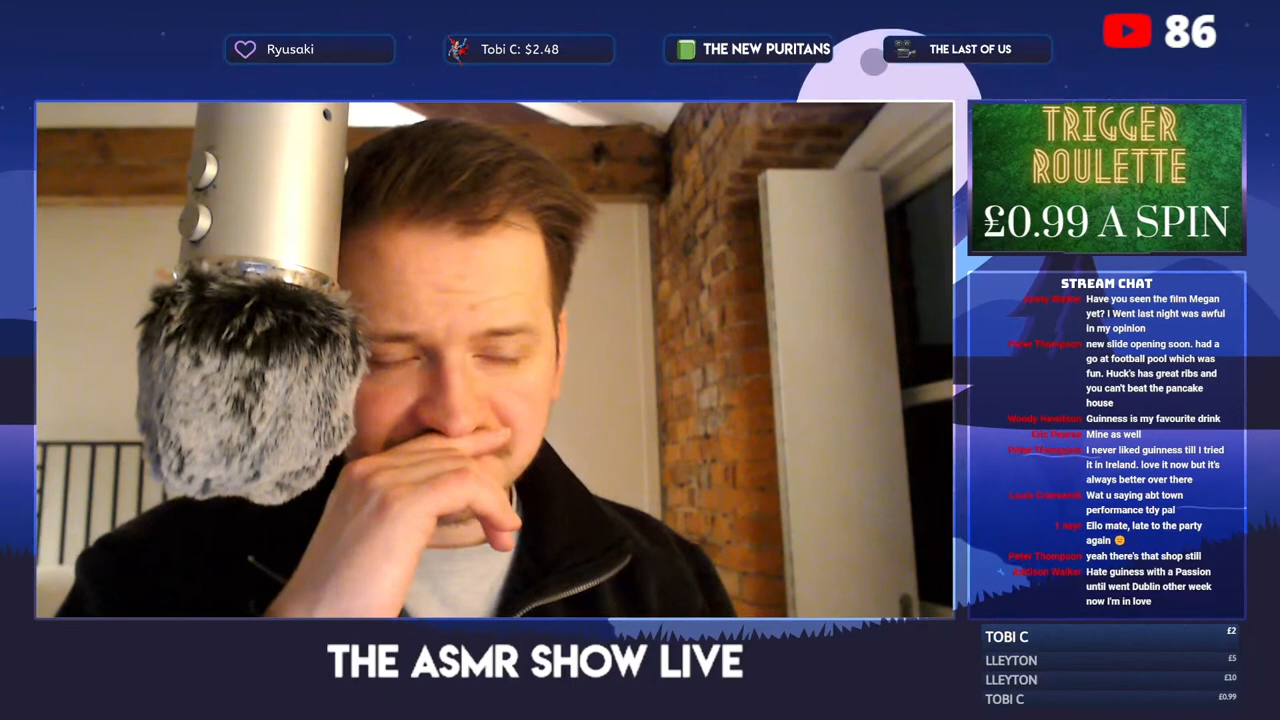 Ryusaki
Tobi C: $2.48
THE NEW PURITANS
THE LAST OF US
86
TRIGGER
ROULETTE
£0.99 A SPIN
STREAM CHAT
Have you seen the film Megan
yet? I Went last night was awful
in my opinion
Peter Thompson new slide opening soon. had a
go at football pool which was
fun. Huck's has great ribs and
you can't beat the pancake
house
Guinness is my favourite drink
Mine as well
Peter Thompson I never liked guinness till I tried
it in Ireland. love it now but it's
always better over there
Wat u saying abt town
performance tdy pal
Ello mate, late to the party
again
Peter Thompson yeah there's that shop still
Walker Hate guiness with a Passion
until went Dublin other week
now I'm in love
THE ASMR SHOW LIVE
TOBI C £2
LLEYTON £5
LLEYTON £10
TOBI C £0.99